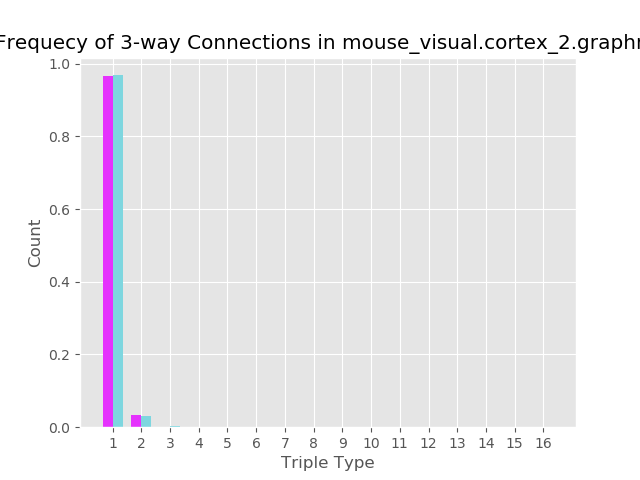 Frequecy of 3-way Connections in mouse_visual.cortex_2.graphm
1.0
0.8
0.6
0.4
0.2
0.0
Count
1 2 3 4 5 6 7 8 9 10 11 12 13 14 15 16
Triple Type